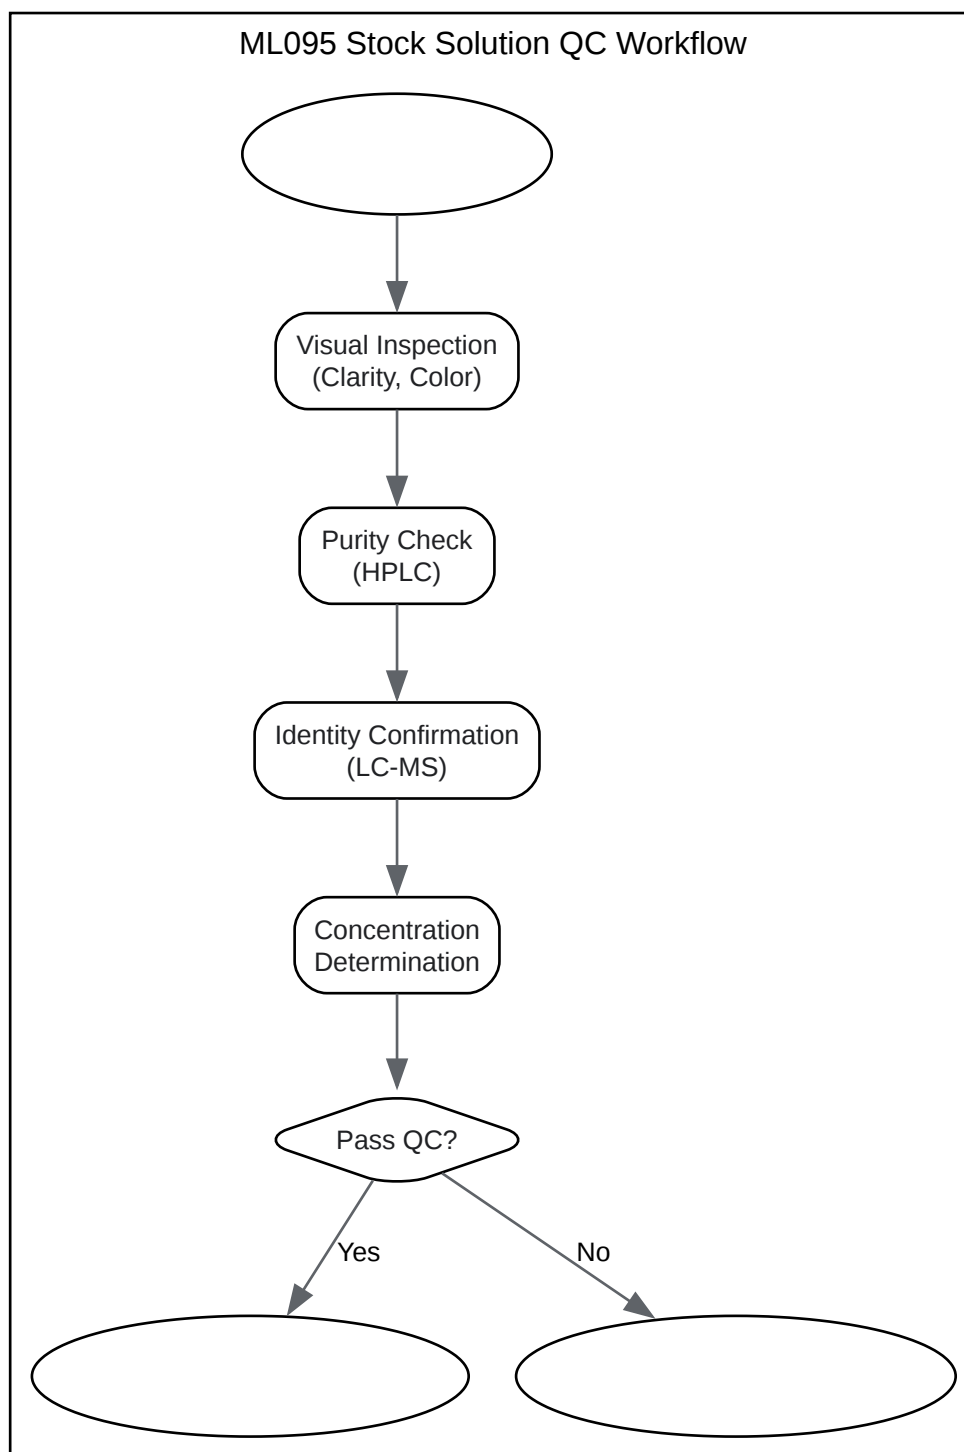 ML095 Stock Solution QC Workflow
Visual Inspection
(Clarity, Color)
Purity Check
(HPLC)
Identity Confirmation
(LC-MS)
Concentration
Determination
Pass QC?
Yes
No